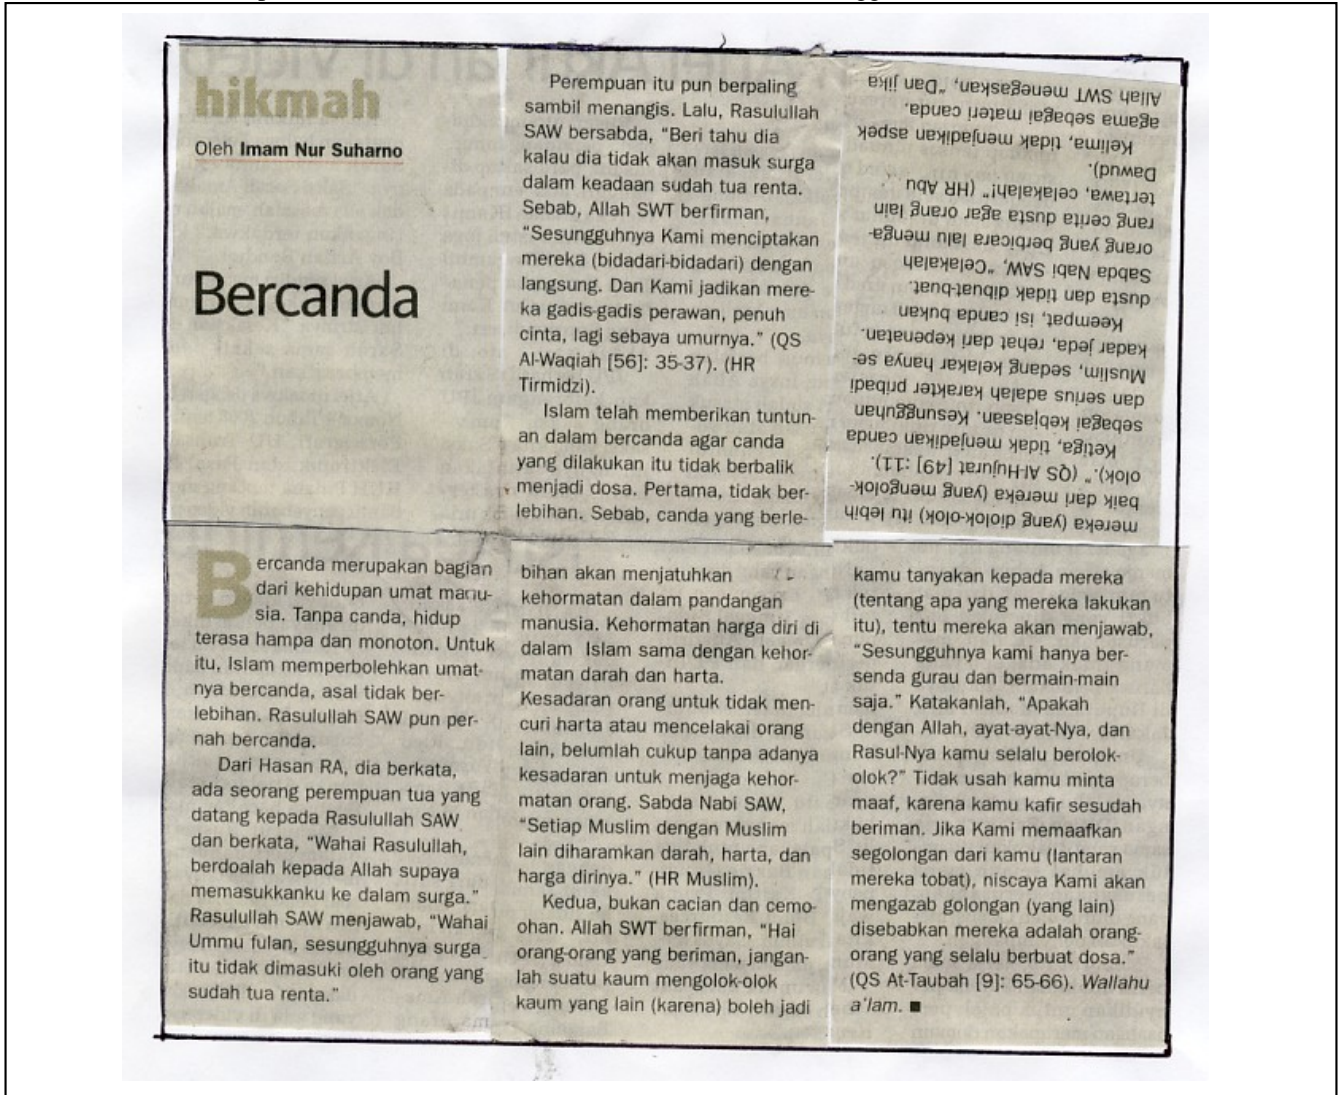 hikmah
Oleh Imam Nur Suharno
Bercanda
Bercanda merupakan bagian
dari kehidupan umat manu-
sia. Tanpa canda, hidup
terasa hampa dan monoton. Untuk
itu, Islam memperbolehkan umat-
nya bercanda, asal tidak ber-
lebihan. Rasulullah SAW pun per-
nah bercanda.
Dari Hasan RA, dia berkata,
ada seorang perempuan tua yang
datang kepada Rasulullah SAW
dan berkata, “Wahai Rasulullah,
berdoalah kepada Allah supaya
memasukkanku ke dalam surga.”
Rasulullah SAW menjawab, “Wahai
Ummu fulan, sesungguhnya surga
itu tidak dimasuki oleh orang yang
sudah tua renta.”
Perempuan itu pun berpaling
sambil menangis. Lalu, Rasulullah
SAW bersabda, “Beri tahu dia
kalau dia tidak akan masuk surga
dalam keadaan sudah tua renta.
Sebab, Allah SWT berfirman,
“Sesungguhnya Kami menciptakan
mereka (bidadari-bidadari) dengan
langsung. Dan Kami jadikan mere-
ka gadis-gadis perawan, penuh
cinta, lagi sebaya umurnya.” (QS
Al-Waqiah [56]: 35-37). (HR
Tirmidzi).
Islam telah memberikan tuntun-
an dalam bercanda agar canda
yang dilakukan itu tidak berbalik
menjadi dosa. Pertama, tidak ber-
lebihan. Sebab, canda yang berle-
bihan akan menjatuhkan
kehormatan dalam pandangan
manusia. Kehormatan harga diri di
dalam Islam sama dengan kehor-
matan darah dan harta.
Kesadaran orang untuk tidak men-
curi harta atau mencelakai orang
lain, belumlah cukup tanpa adanya
kesadaran untuk menjaga kehor-
matan orang. Sabda Nabi SAW,
“Setiap Muslim dengan Muslim
lain diharamkan darah, harta, dan
harga dirinya.” (HR Muslim).
Kedua, bukan cacian dan cemo-
ohan. Allah SWT berfirman, “Hai
orang-orang yang beriman, jangan-
lah suatu kaum mengolok-olok
kaum yang lain (karena) boleh jadi
mereka (yang diolok-olok) itu lebih
baik dari mereka (yang mengolok-
olok).” (QS Al-Hujurat [49] :11).
Ketiga, tidak menjadikan canda
sebagai kebiasaan. Kesungguhan
dan serius adalah karakter pribadi
Muslim, sedang kelakar hanya se-
kadar jeda, rehat dari kepenatan.
Keempat, isi canda bukan
dusta dan tidak dibuat-buat.
Sabda Nabi SAW, “Celakalah
orang yang berbicara lalu menga-
rang cerita dusta agar orang lain
tertawa, celakalah!” (HR Abu
Dawud).
Kelima, tidak menjadikan aspek
agama sebagai materi canda.
Allah SWT menegaskan, “Dan jika
kamu tanyakan kepada mereka
(tentang apa yang mereka lakukan
itu), tentu mereka akan menjawab,
“Sesungguhnya kami hanya ber-
senda gurau dan bermain-main
saja.” Katakanlah, “Apakah
dengan Allah, ayat-ayat-Nya, dan
Rasul-Nya kamu selalu berolok-
olok?” Tidak usah kamu minta
maaf, karena kamu kafir sesudah
beriman. Jika Kami memaafkan
segolongan dari kamu (lantaran
mereka tobat), niscaya Kami akan
mengazab golongan (yang lain)
disebabkan mereka adalah orang-
orang yang selalu berbuat dosa.”
(QS At-Taubah [9]: 65-66). Wallahu
a’lam. ■